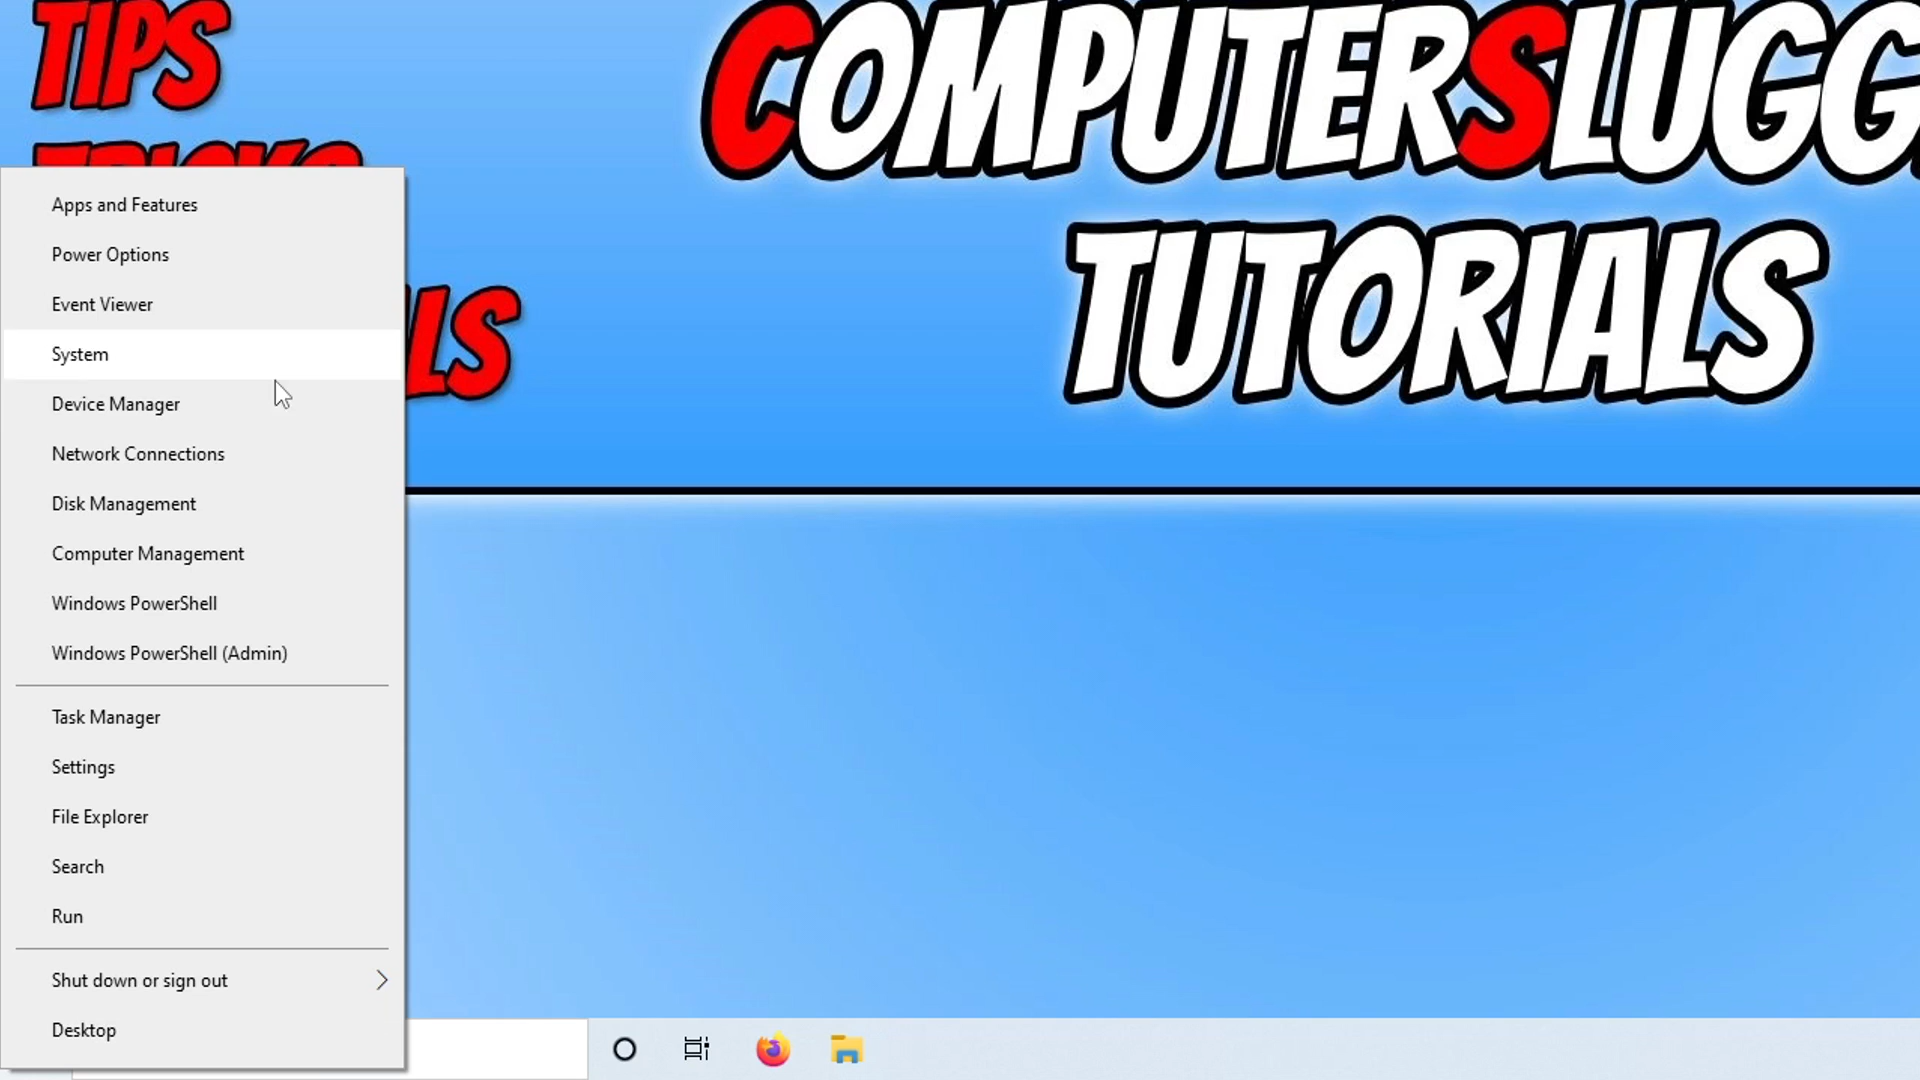 TIPS
COMPUTERSLUGG
TUTORIALS
Apps and Features
Power Options
Event Viewer
System
Device Manager
Network Connections
Disk Management
Computer Management
Windows PowerShell
Windows PowerShell (Admin)
Task Manager
Settings
File Explorer
Search
Run
Shut down or sign out
Desktop